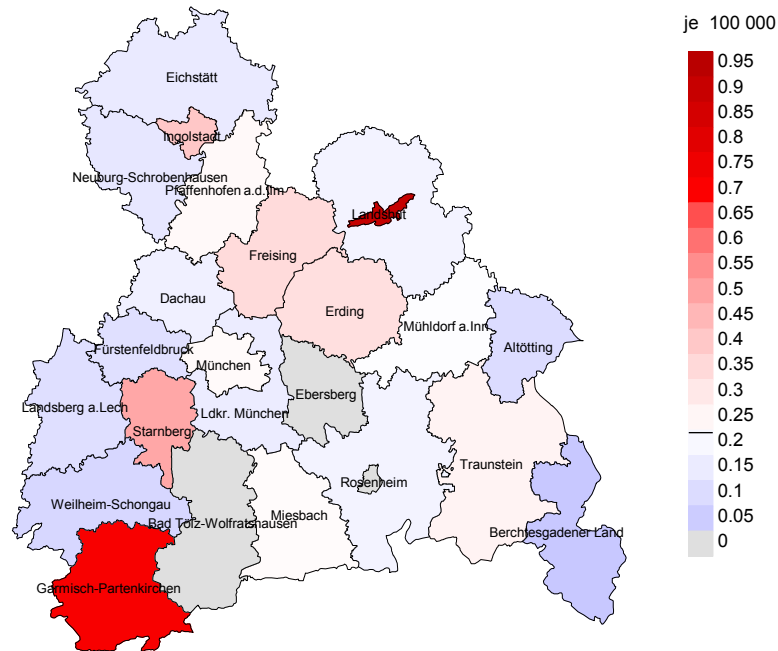 je 100 000
0.95
0.9
0.85
0.8
0.75
0.7
0.65
0.6
0.55
0.5
0.45
0.4
0.35
0.3
0.25
0.2
0.15
0.1
0.05
0
Eichstätt
Ingolstadt
Neuburg-Schrobenhausen
Pfaffenhofen a.d.Ilm
Landshut
Freising
Dachau
Erding
Mühldorf a.Inn
Fürstenfeldbruck
München
Altötting
Ebersberg
Landsberg a.Lech
Ldkr. München
Starnberg
Traunstein
Rosenheim
Weilheim-Schongau
Miesbach
Bad Tölz-Wolfratshausen
Berchtesgadener Land
Garmisch-Partenkirchen